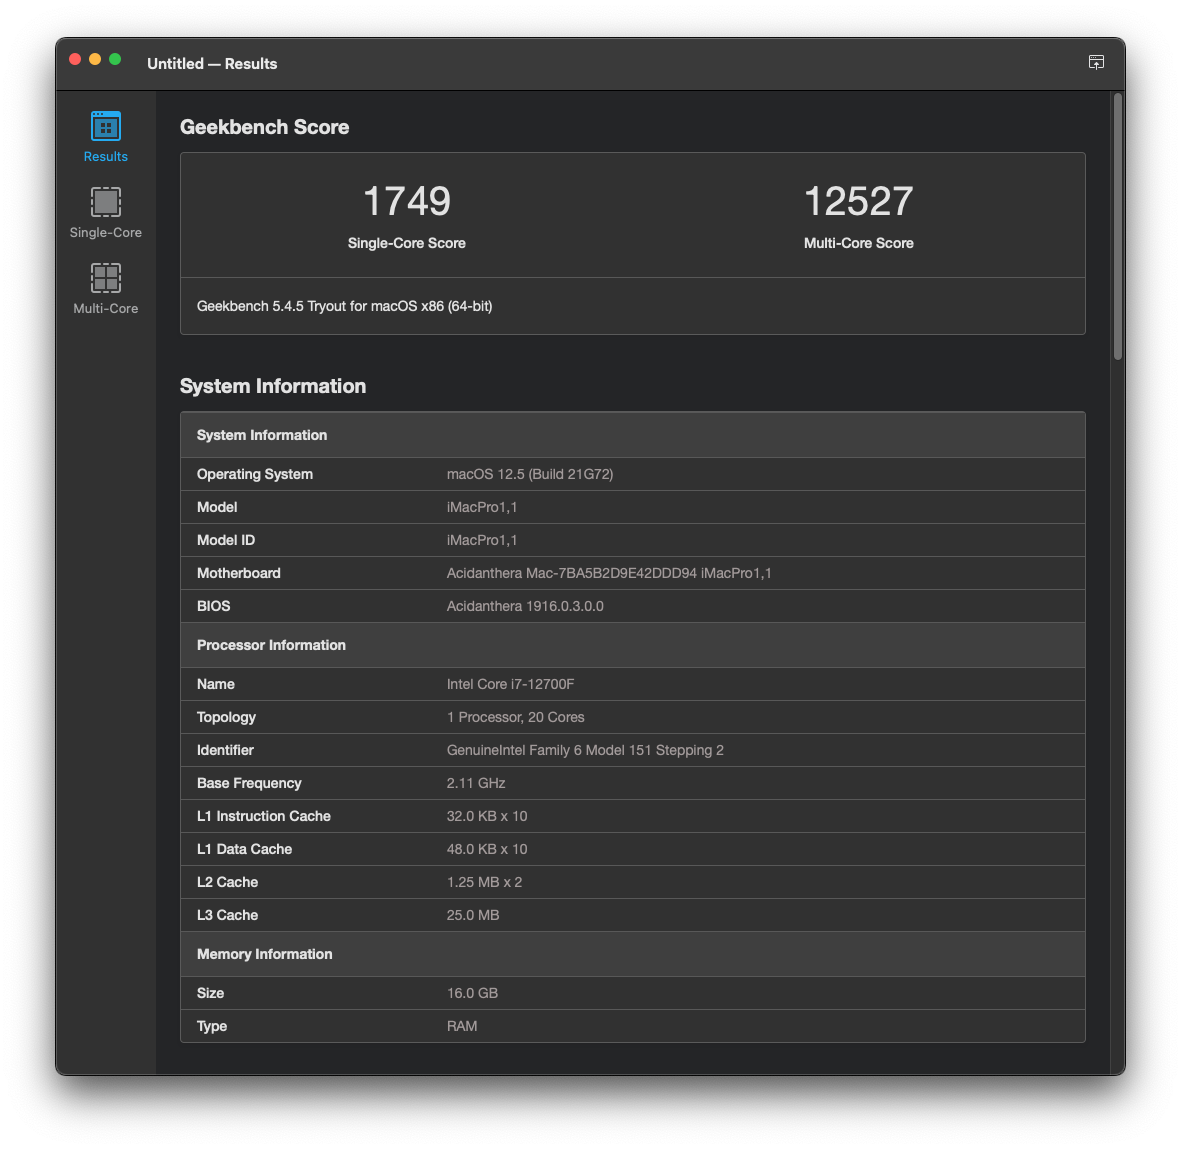 Untitled — Results
Results
Single-Core
Multi-Core
Geekbench Score
1749 12527
Single-Core Score Multi-Core Score
Geekbench 5.4.5 Tryout for macOS x86 (64-bit)
System Information
System Information
Operating System macOS 12.5 (Build 21G72)
Model iMacPro1,1
Model ID iMacPro1,1
Motherboard Acidanthera Mac-7BA5B2D9E42DDD94 iMacPro1,1
BIOS Acidanthera 1916.0.3.0.0
Processor Information
Name Intel Core i7-12700F
Topology 1 Processor, 20 Cores
Identifier GenuineIntel Family 6 Model 151 Stepping 2
Base Frequency 2.11 GHz
L1 Instruction Cache 32.0 KB x 10
L1 Data Cache 48.0 KB x 10
L2 Cache 1.25 MB x 2
L3 Cache 25.0 MB
Memory Information
Size 16.0 GB
Type RAM